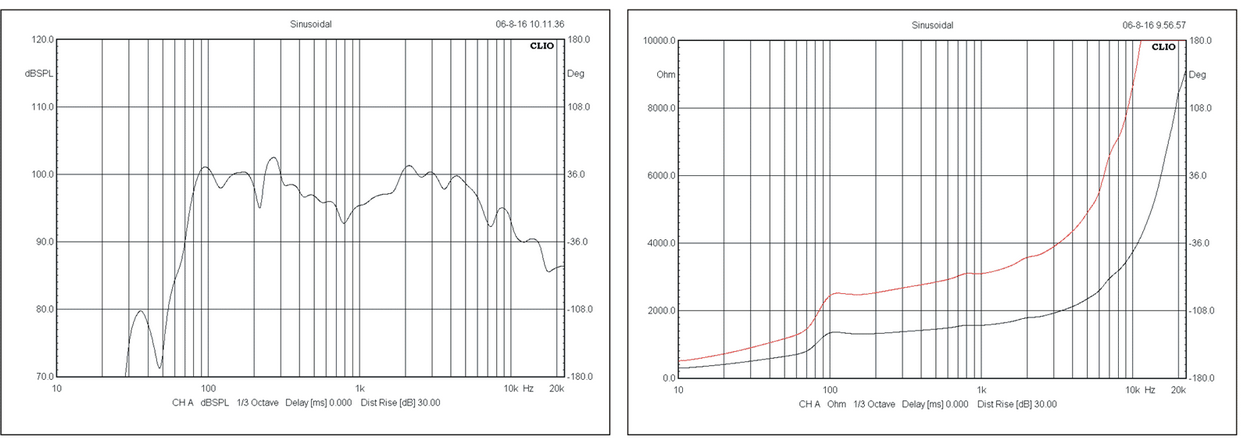 Sinusoidal 06-8-16 10.11.36
120.0 CLIO 180.0
dBSPL Deg
110.0 108.0
100.0 36.0
90.0 -36.0
80.0 -108.0
70.0 -180.0
10 100 1k 10k Hz 20k
CH A dBSPL 1/3 Octave Delay [ms] 0.000 Dist Rise [dB] 30.00
Sinusoidal 06-8-16 9.56.57
10000.0 CLIO 180.0
Ohm Deg
8000.0 108.0
6000.0 36.0
4000.0 -36.0
2000.0 -108.0
0.0 -180.0
10 100 1k 10k Hz 20k
CH A Ohm 1/3 Octave Delay [ms] 0.000 Dist Rise [dB] 30.00